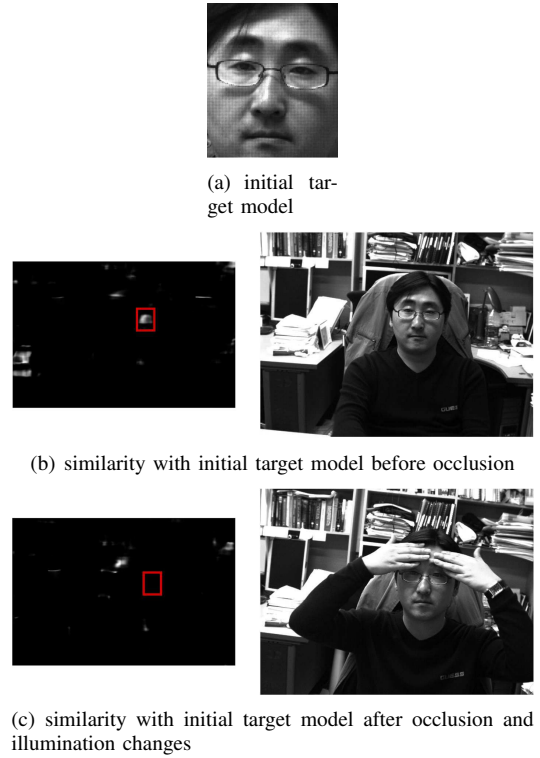 (a) initial tar-
get model
(b) similarity with initial target model before occlusion
(c) similarity with initial target model after occlusion and
illumination changes